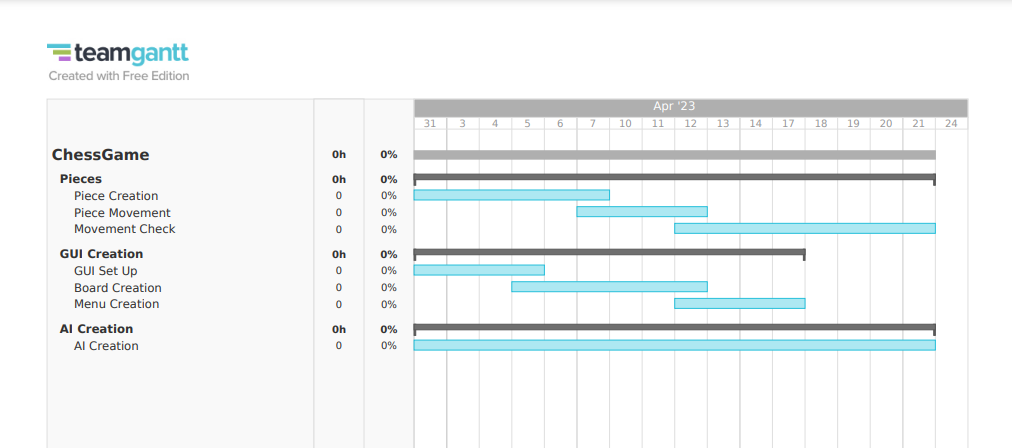 teamgantt
Created with Free Edition
Apr '23
31 3 4 5 6 7 10 11 12 13 14 17 18 19 20 21 24
ChessGame 0h 0%
Pieces 0h 0%
Piece Creation 0 0%
Piece Movement 0 0%
Movement Check 0 0%
GUI Creation 0h 0%
GUI Set Up 0 0%
Board Creation 0 0%
Menu Creation 0 0%
AI Creation 0h 0%
AI Creation 0 0%